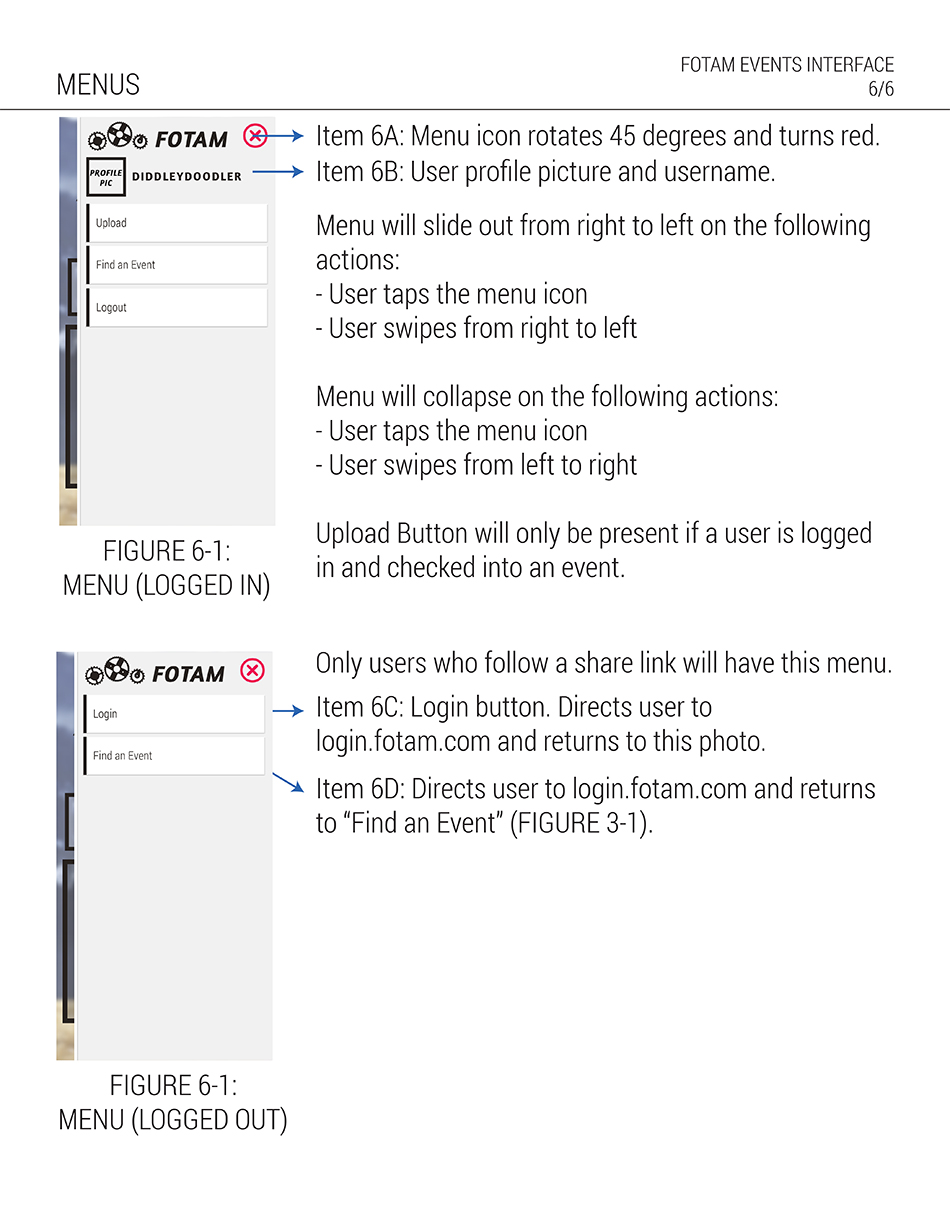 FOTAM EVENTS INTERFACE
MENUS
6/6
FOTAM
PROFILE
PIC
DIDDLEYDOODLER
Upload
Find an Event
Logout
FIGURE 6-1:
MENU (LOGGED IN)
Item 6A: Menu icon rotates 45 degrees and turns red.
Item 6B: User profile picture and username.
Menu will slide out from right to left on the following
actions:
- User taps the menu icon
- User swipes from right to left
Menu will collapse on the following actions:
- User taps the menu icon
- User swipes from left to right
Upload Button will only be present if a user is logged
in and checked into an event.
FOTAM
Login
Find an Event
FIGURE 6-1:
MENU (LOGGED OUT)
Only users who follow a share link will have this menu.
Item 6C: Login button. Directs user to
login.fotam.com and returns to this photo.
Item 6D: Directs user to login.fotam.com and returns
to “Find an Event” (FIGURE 3-1).